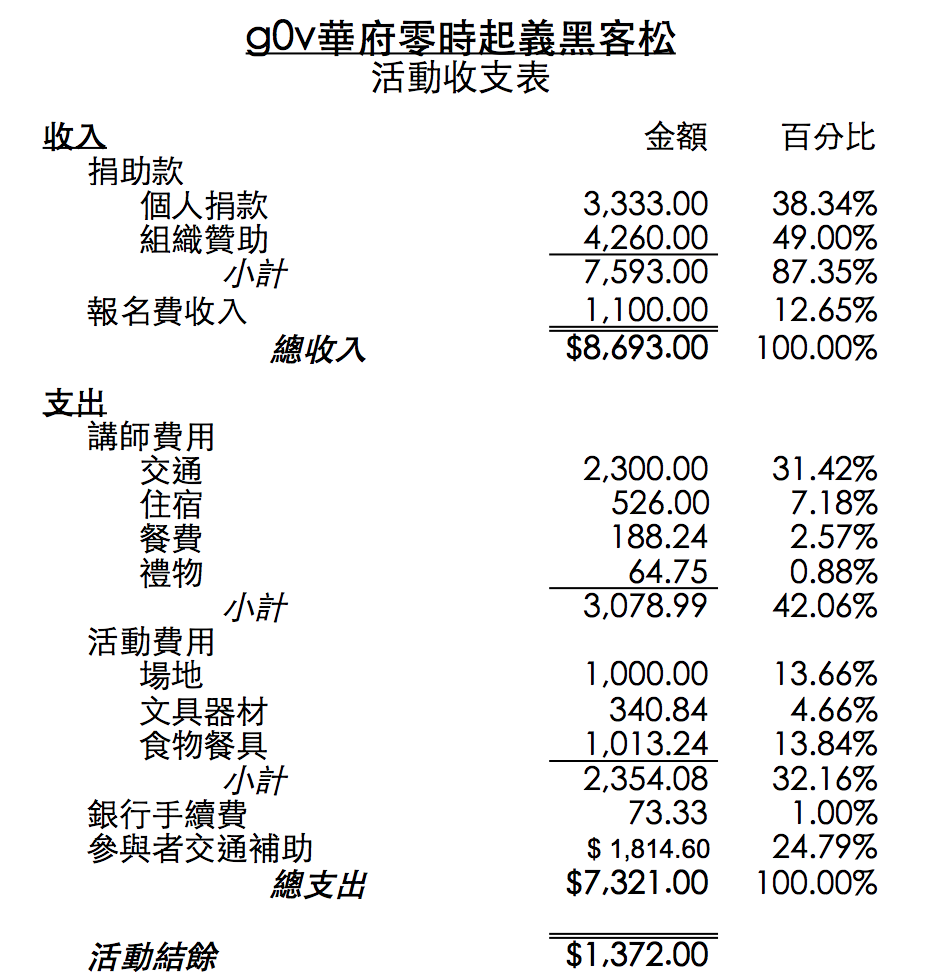 g0v華府零時起義黑客松
活動收支表
收入 金額 百分比
捐助款
個人捐款 3,333.00 38.34%
組織贊助 4,260.00 49.00%
小計 7,593.00 87.35%
報名費收入 1,100.00 12.65%
總收入 $8,693.00 100.00%
支出
講師費用
交通 2,300.00 31.42%
住宿 526.00 7.18%
餐費 188.24 2.57%
禮物 64.75 0.88%
小計 3,078.99 42.06%
活動費用
場地 1,000.00 13.66%
文具器材 340.84 4.66%
食物餐具 1,013.24 13.84%
小計 2,354.08 32.16%
銀行手續費 73.33 1.00%
參與者交通補助 $ 1,814.60 24.79%
總支出 $7,321.00 100.00%
活動結餘 $1,372.00